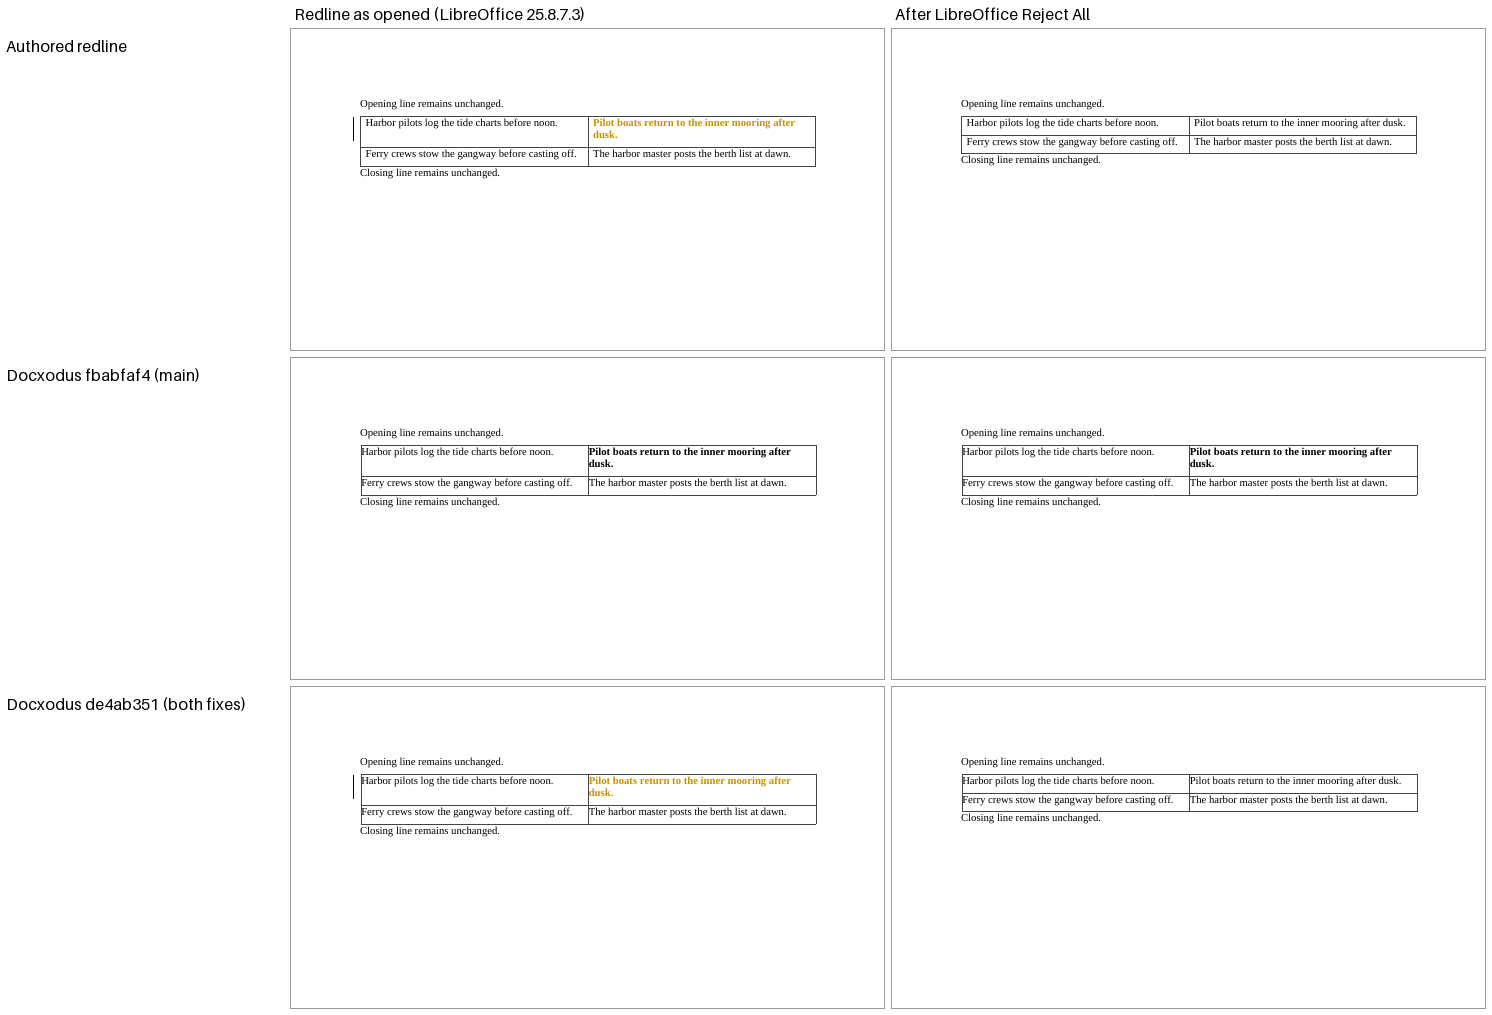 Redline as opened (LibreOffice 25.8.7.3)
After LibreOffice Reject All
Authored redline
Opening line remains unchanged.
Harbor pilots log the tide charts before noon.
Pilot boats return to the inner mooring after
dusk.
Ferry crews stow the gangway before casting off.
The harbor master posts the berth list at dawn.
Closing line remains unchanged.
Opening line remains unchanged.
Harbor pilots log the tide charts before noon.
Pilot boats return to the inner mooring after dusk.
Ferry crews stow the gangway before casting off.
The harbor master posts the berth list at dawn.
Closing line remains unchanged.
Docxodus fbabfaf4 (main)
Opening line remains unchanged.
Harbor pilots log the tide charts before noon.
Pilot boats return to the inner mooring after
dusk.
Ferry crews stow the gangway before casting off.
The harbor master posts the berth list at dawn.
Closing line remains unchanged.
Opening line remains unchanged.
Harbor pilots log the tide charts before noon.
Pilot boats return to the inner mooring after
dusk.
Ferry crews stow the gangway before casting off.
The harbor master posts the berth list at dawn.
Closing line remains unchanged.
Docxodus de4ab351 (both fixes)
Opening line remains unchanged.
Harbor pilots log the tide charts before noon.
Pilot boats return to the inner mooring after
dusk.
Ferry crews stow the gangway before casting off.
The harbor master posts the berth list at dawn.
Closing line remains unchanged.
Opening line remains unchanged.
Harbor pilots log the tide charts before noon.
Pilot boats return to the inner mooring after dusk.
Ferry crews stow the gangway before casting off.
The harbor master posts the berth list at dawn.
Closing line remains unchanged.